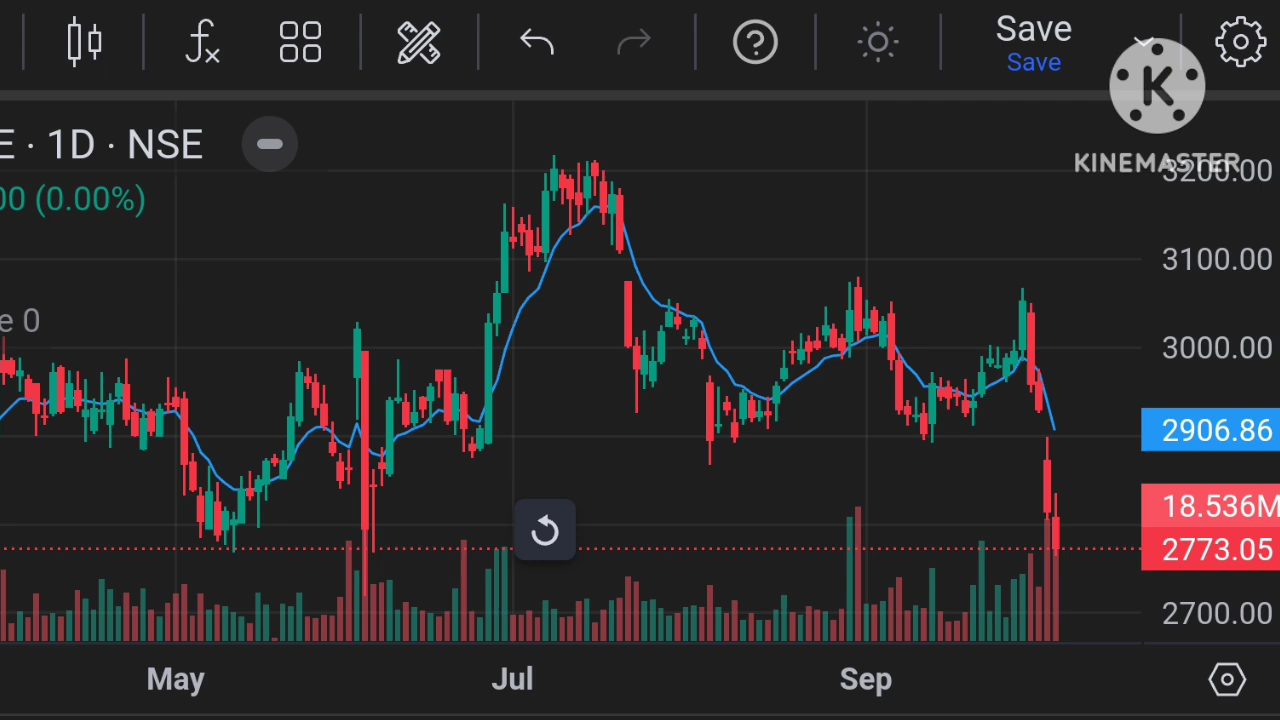 Save
Save
E · 1D · NSE
00 (0.00%)
e 0
KINEMASTER
3200.00
3100.00
3000.00
2906.86
18.536M
2773.05
2700.00
May Jul Sep